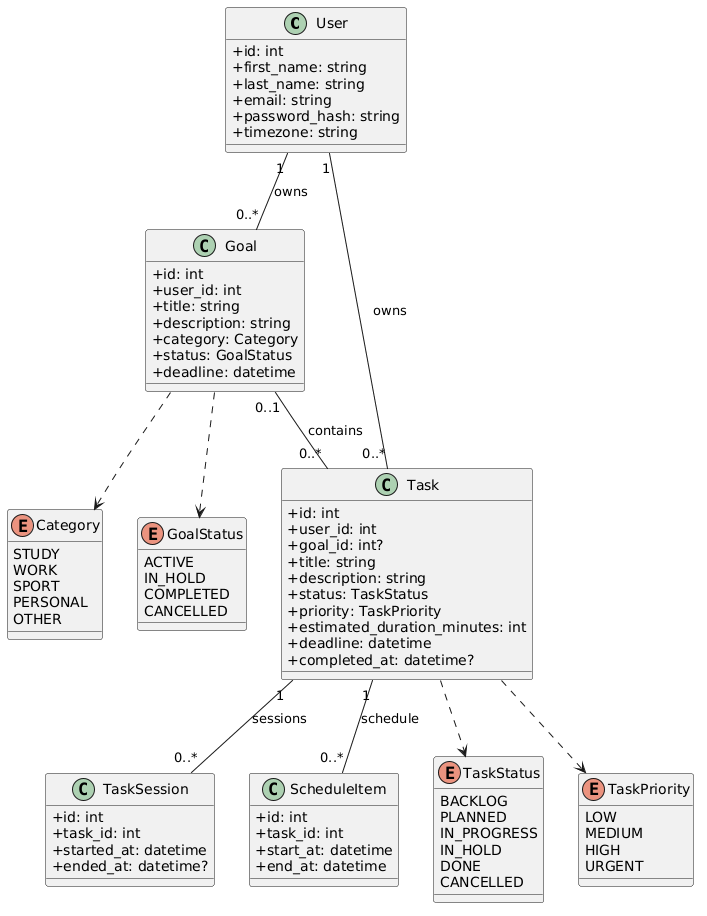 C User
+id: int
+first_name: string
+last_name: string
+email: string
+password_hash: string
+timezone: string
1
1
owns
0..*
C Goal
+id: int
+user_id: int
+title: string
+description: string
+category: Category
+status: GoalStatus
+deadline: datetime
owns
0..1
contains
0..*
0..*
C Task
+id: int
+user_id: int
+goal_id: int?
+title: string
+description: string
+status: TaskStatus
+priority: TaskPriority
+estimated_duration_minutes: int
+deadline: datetime
+completed_at: datetime?
E Category
STUDY
WORK
SPORT
PERSONAL
OTHER
E GoalStatus
ACTIVE
IN_HOLD
COMPLETED
CANCELLED
1
sessions
0..*
1
schedule
0..*
C TaskSession
+id: int
+task_id: int
+started_at: datetime
+ended_at: datetime?
C ScheduleItem
+id: int
+task_id: int
+start_at: datetime
+end_at: datetime
E TaskStatus
BACKLOG
PLANNED
IN_PROGRESS
IN_HOLD
DONE
CANCELLED
E TaskPriority
LOW
MEDIUM
HIGH
URGENT